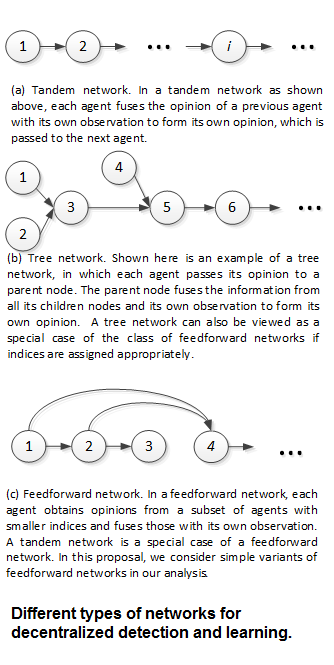 1 2 ... i ...
(a) Tandem network. In a tandem network as shown
above, each agent fuses the opinion of a previous agent
with its own observation to form its own opinion, which is
passed to the next agent.
4
1
3 5 6 ...
2
(b) Tree network. Shown here is an example of a tree
network, in which each agent passes its opinion to a
parent node. The parent node fuses the information from
all its children nodes and its own observation to form its
own opinion. A tree network can also be viewed as a
special case of the class of feedforward networks if
indices are assigned appropriately.
1 2 3 4 ...
(c) Feedforward network. In a feedforward network, each
agent obtains opinions from a subset of agents with
smaller indices and fuses those with its own observation.
A tandem network is a special case of a feedforward
network. In this proposal, we consider simple variants of
feedforward networks in our analysis.
Different types of networks for
decentralized detection and learning.